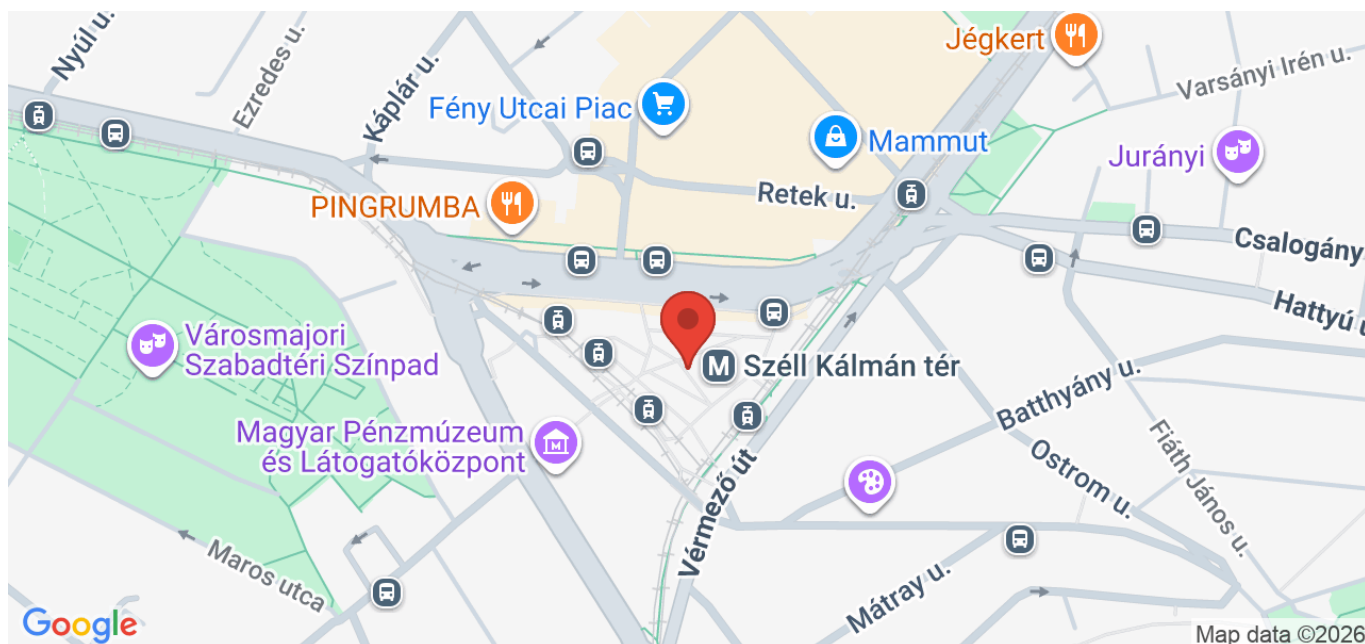 Nyúl u.
Ezredes u.
Káplár u.
Jégkert
Varsányi Irén u.
Fény Utcai Piac
Mammut
Jurányi
PINGRUMBA
Retek u.
Csalogány
Hattyú u
Városmajori
Szabadtéri Színpad
M
Széll Kálmán tér
Batthyány u.
Magyar Pénzmúzeum
és Látogatóközpont
Ostrom u.
Fiáth János u.
Vérmező út
Maros utca
Mátray u.
Google
Map data ©2026